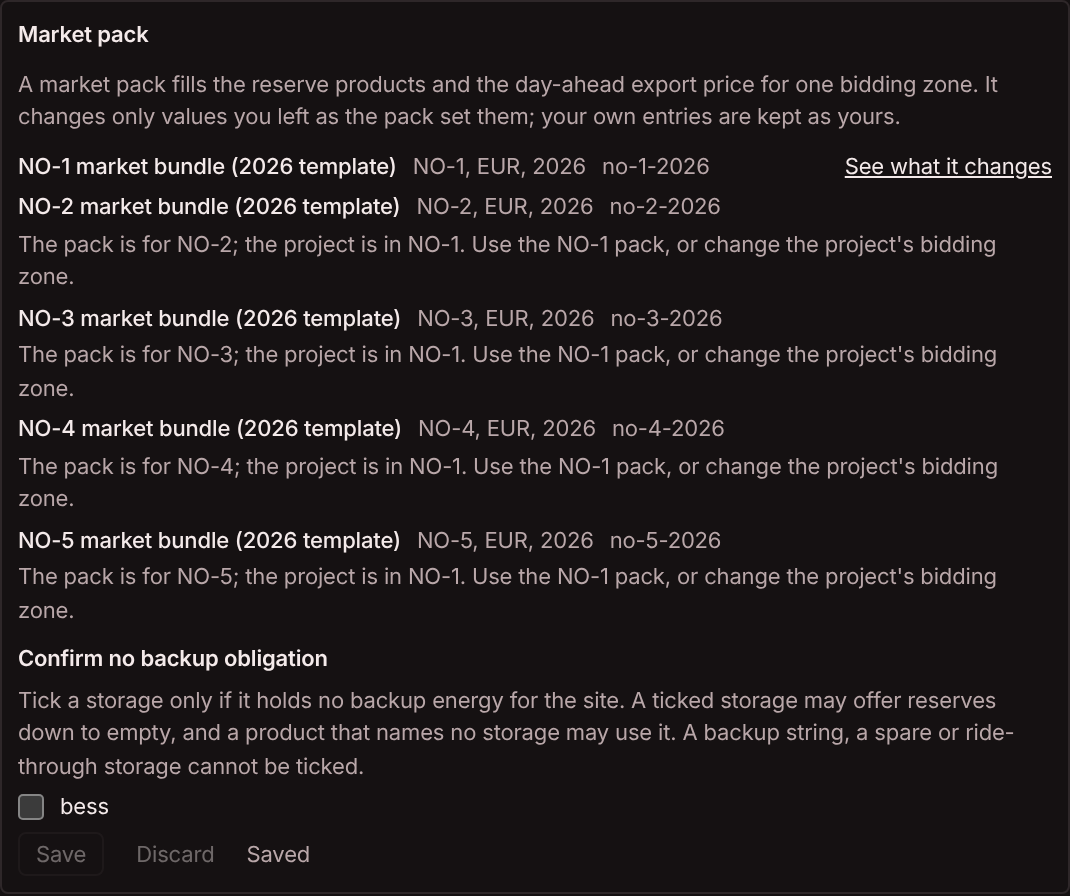 Market pack
A market pack fills the reserve products and the day-ahead export price for one bidding zone. It
changes only values you left as the pack set them; your own entries are kept as yours.
NO-1 market bundle (2026 template) NO-1, EUR, 2026 no-1-2026 See what it changes
NO-2 market bundle (2026 template) NO-2, EUR, 2026 no-2-2026
The pack is for NO-2; the project is in NO-1. Use the NO-1 pack, or change the project's bidding
zone.
NO-3 market bundle (2026 template) NO-3, EUR, 2026 no-3-2026
The pack is for NO-3; the project is in NO-1. Use the NO-1 pack, or change the project's bidding
zone.
NO-4 market bundle (2026 template) NO-4, EUR, 2026 no-4-2026
The pack is for NO-4; the project is in NO-1. Use the NO-1 pack, or change the project's bidding
zone.
NO-5 market bundle (2026 template) NO-5, EUR, 2026 no-5-2026
The pack is for NO-5; the project is in NO-1. Use the NO-1 pack, or change the project's bidding
zone.
Confirm no backup obligation
Tick a storage only if it holds no backup energy for the site. A ticked storage may offer reserves
down to empty, and a product that names no storage may use it. A backup string, a spare or ride-
through storage cannot be ticked.
bess
Save Discard Saved